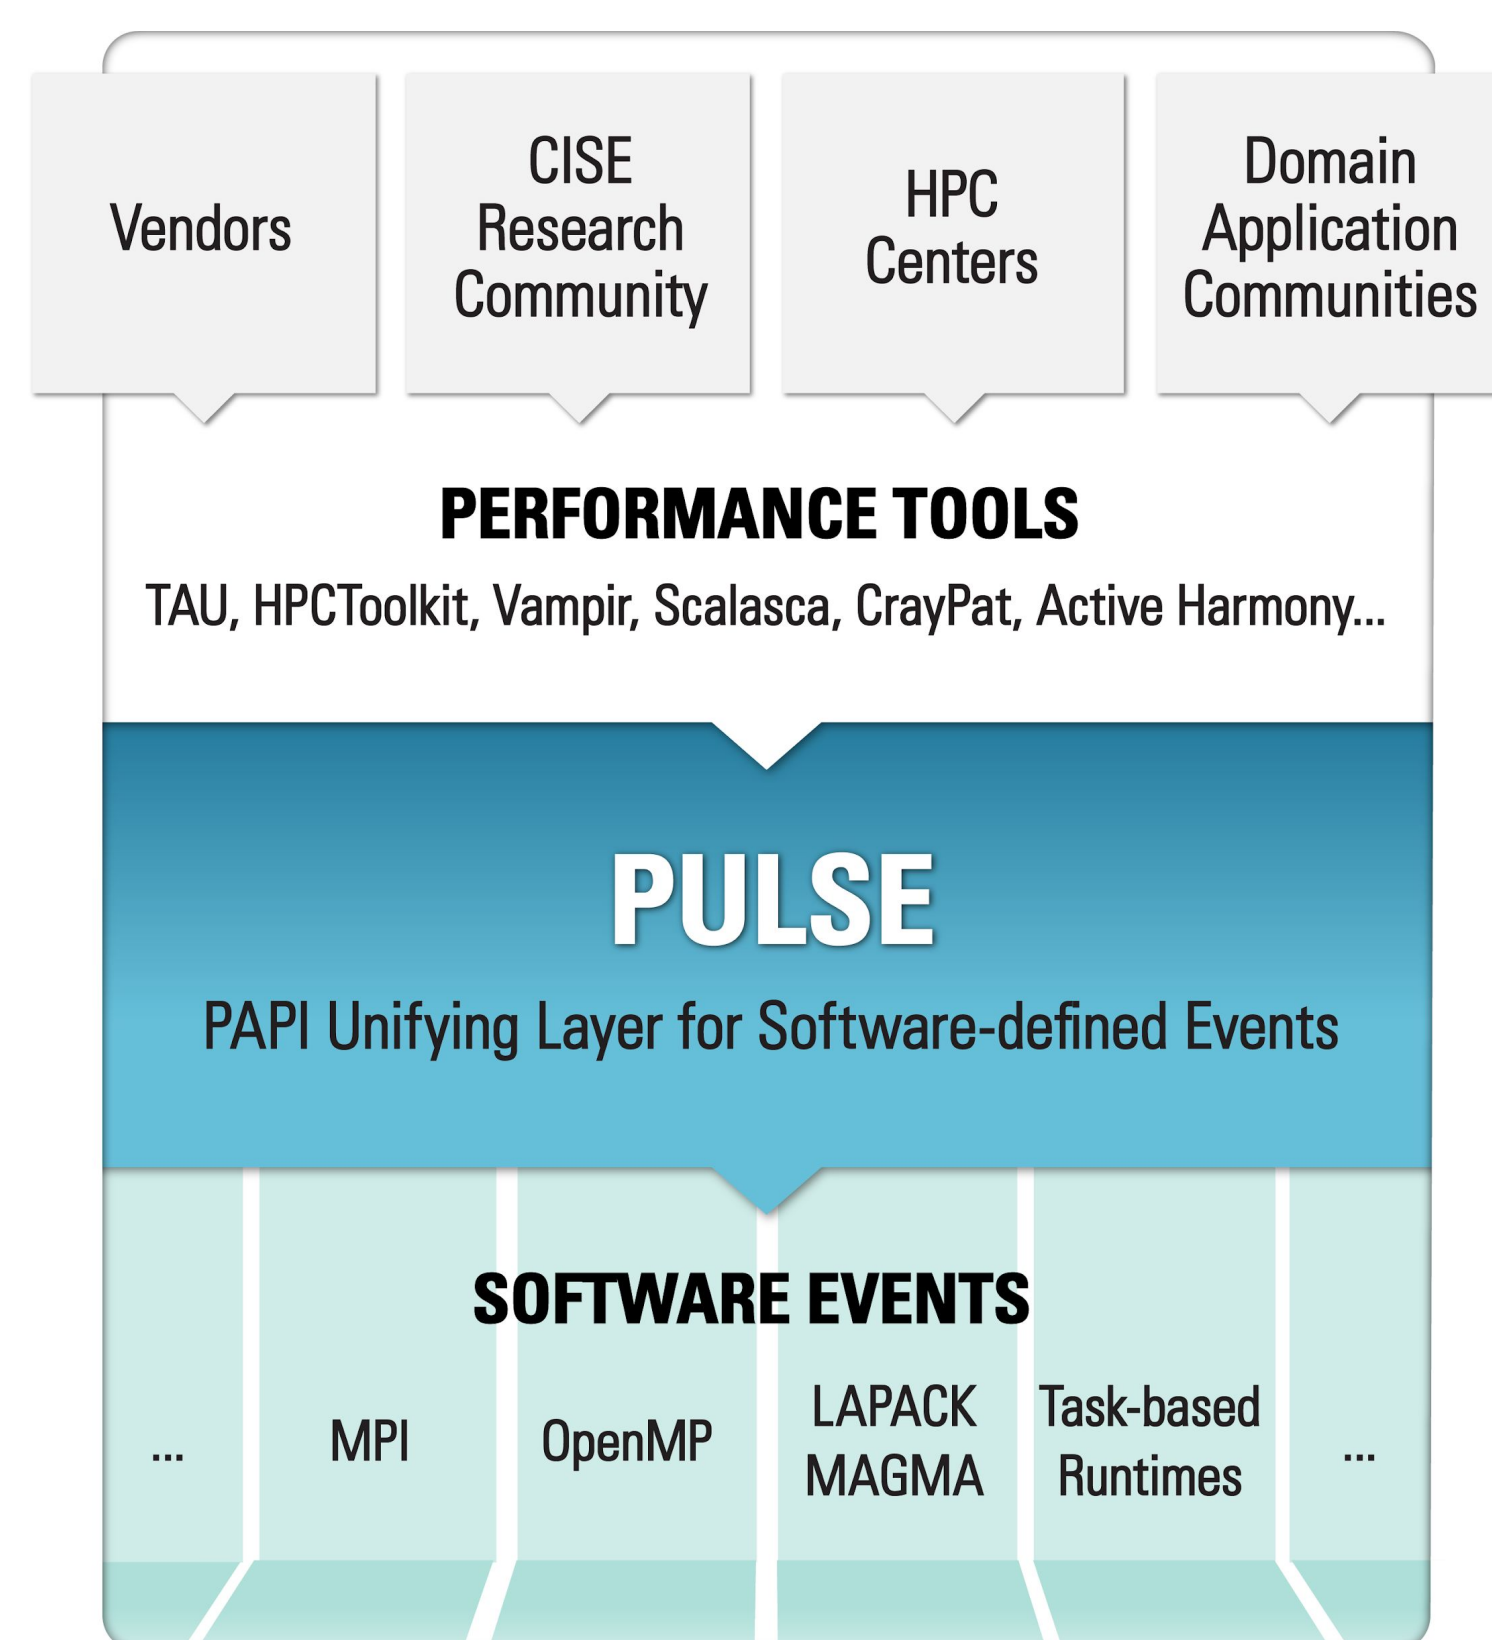 Vendors
CISE
Research
Community
HPC
Centers
Domain
Application
Communities
PERFORMANCE TOOLS
TAU, HPCToolkit, Vampir, Scalasca, CrayPat, Active Harmony...
PULSE
PAPI Unifying Layer for Software-defined Events
SOFTWARE EVENTS
...
MPI
OpenMP
LAPACK
MAGMA
Task-based
Runtimes
...